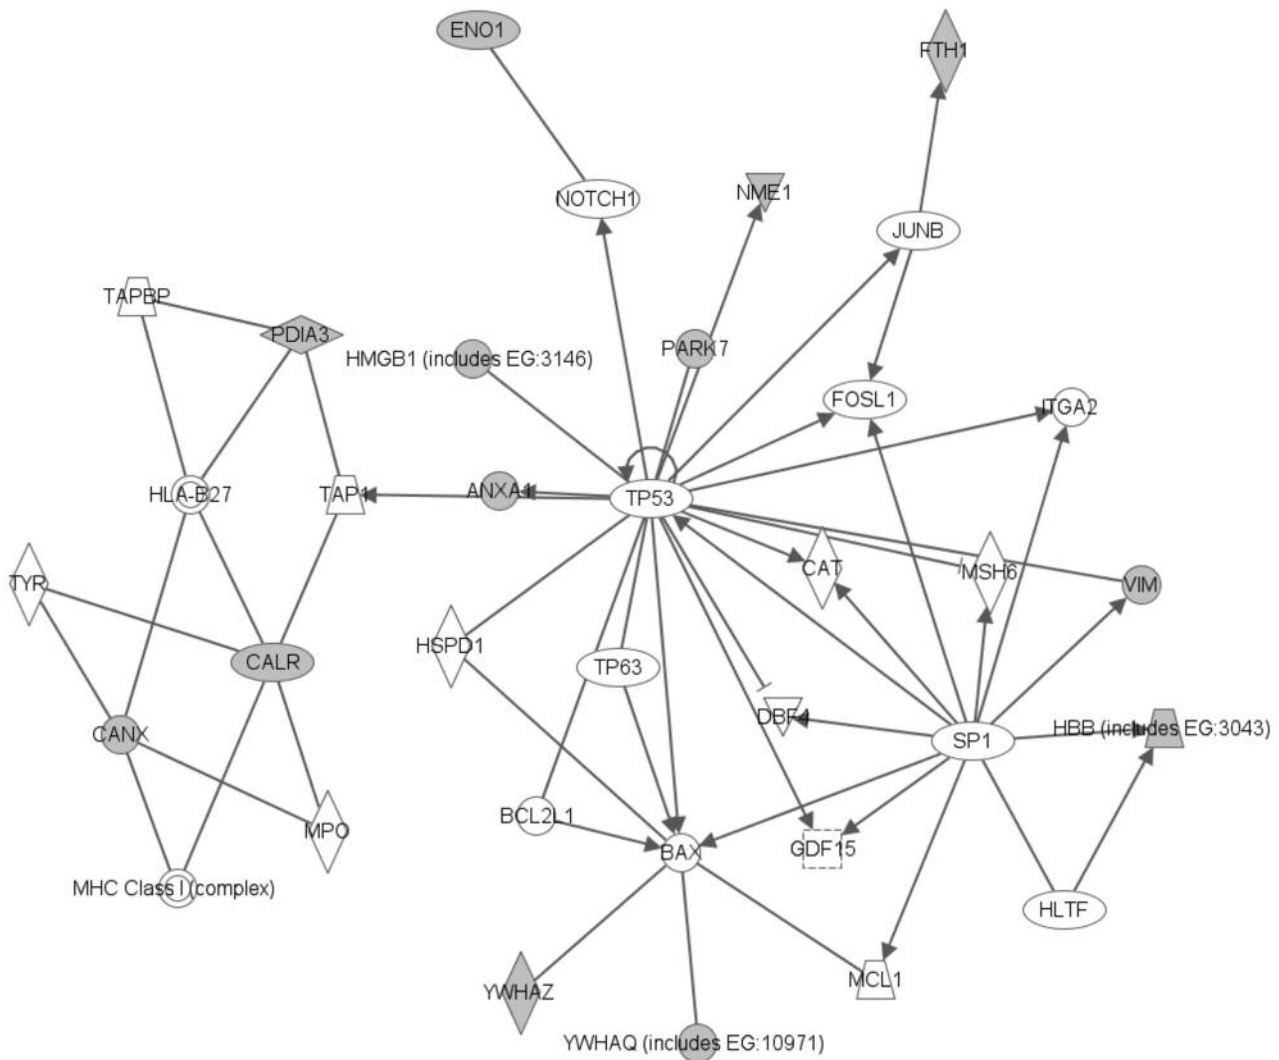 ENO1
FTH1
NME1
NOTCH1
JUNB
TAPBP
PDIA3
HMGB1 (includes EG:3146)
PARK7
FOSL1
ITGA2
HLA-B27
TAP1
ANXA1
TP53
CAT
MSH6
VIM
TYR
HSPD1
CALR
TP63
DBF4
CANX
SP1
HBB (includes EG:3043)
BCL2L1
MPO
BAX
GDF15
MHC Class I (complex)
HLTF
MCL1
YWHAZ
YWHAQ (includes EG:10971)